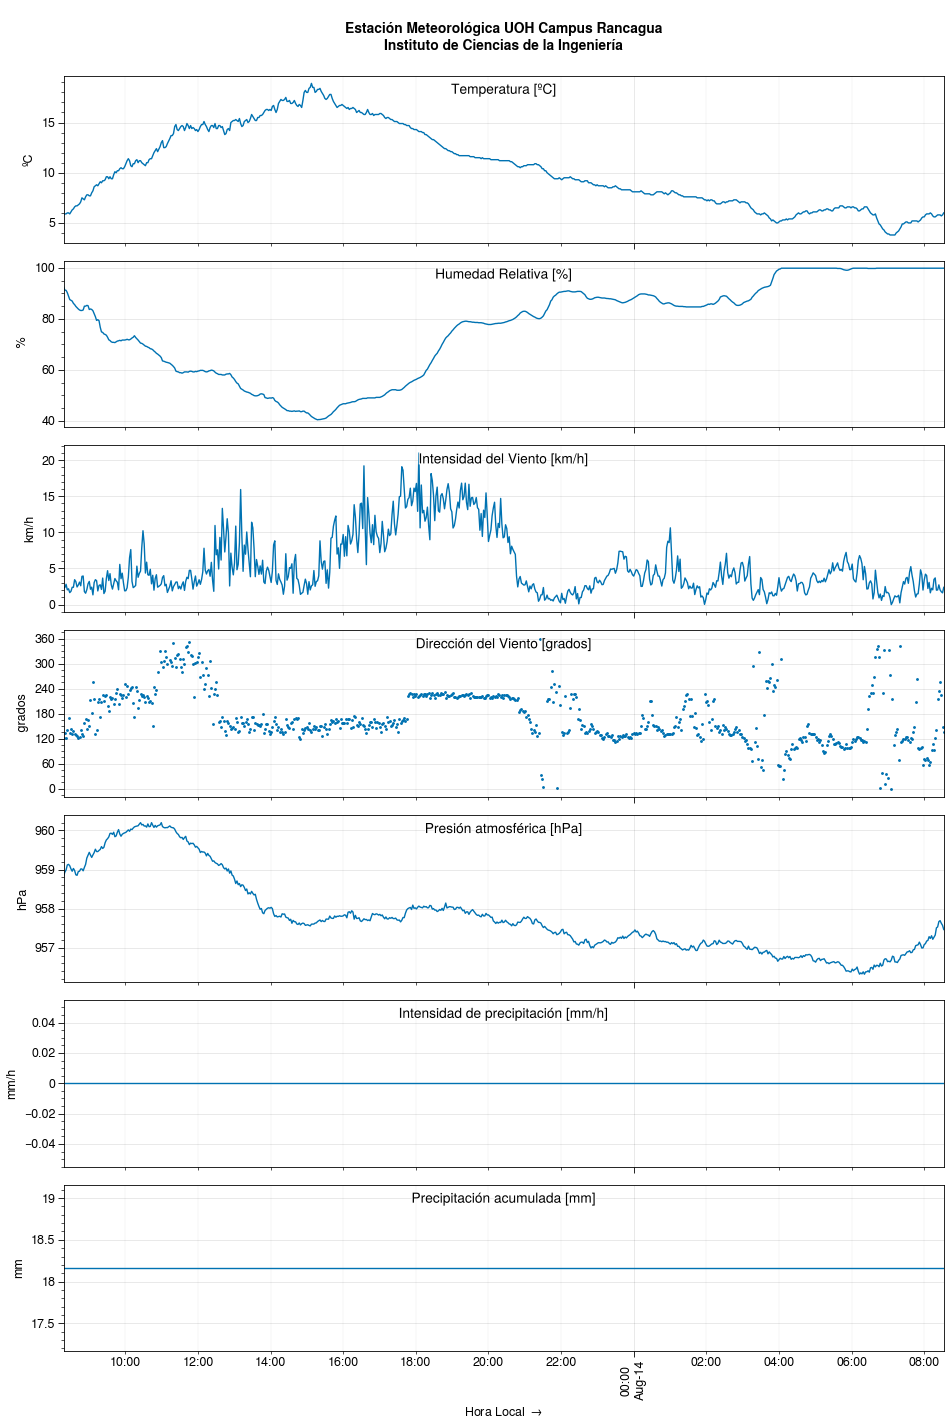 Estación Meteorológica UOH Campus Rancagua
Instituto de Ciencias de la Ingeniería
Temperatura [ºC]
15
10
5
ºC
Humedad Relativa [%]
100
80
60
40
%
Intensidad del Viento [km/h]
20
15
10
5
0
km/h
Dirección del Viento [grados]
360
300
240
180
120
60
0
grados
Presión atmosférica [hPa]
960
959
958
957
hPa
Intensidad de precipitación [mm/h]
0.04
0.02
0
−0.02
−0.04
mm/h
Precipitación acumulada [mm]
19
18.5
18
17.5
mm
10:00 12:00 14:00 16:00 18:00 20:00 22:00 00:00 02:00 04:00 06:00 08:00
Aug-14
Hora Local →